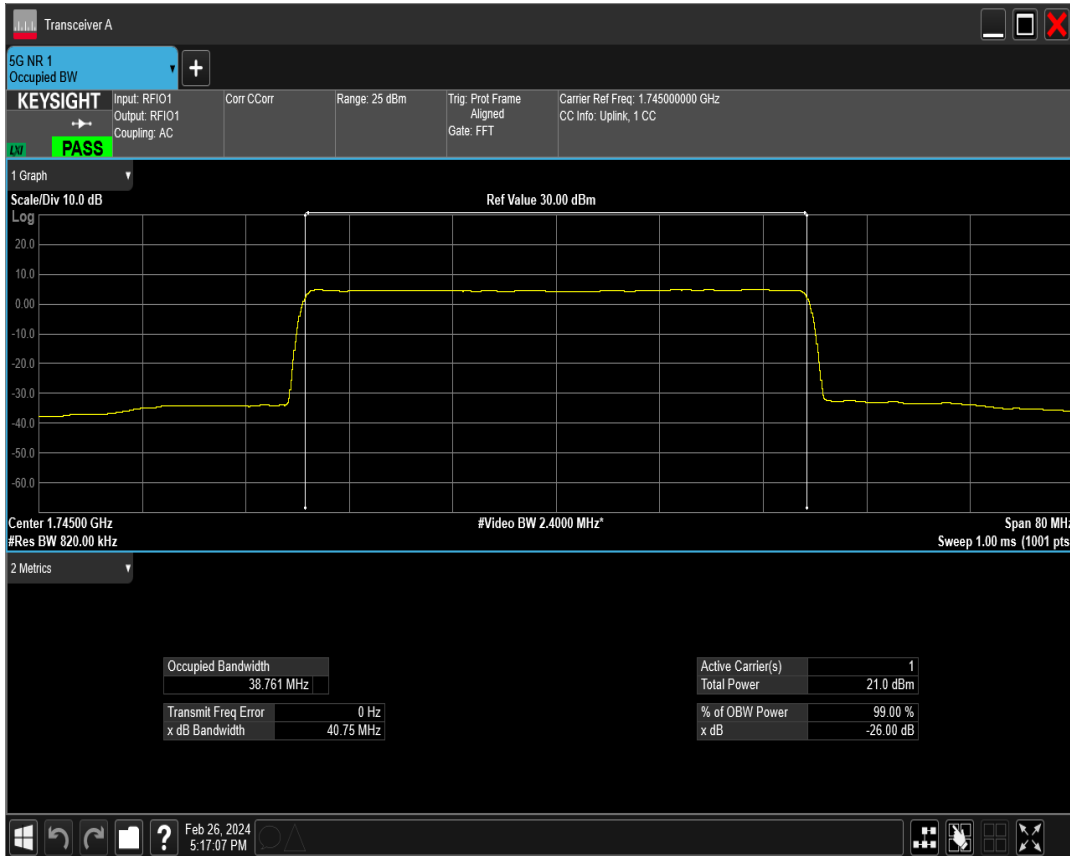 Transceiver A
5G NR 1
Occupied BW
KEYSIGHT
LXI
PASS
Input: RFIO1
Output: RFIO1
Coupling: AC
Corr CCorr
Range: 25 dBm
Trig: Prot Frame
Aligned
Gate: FFT
Carrier Ref Freq: 1.745000000 GHz
CC Info: Uplink, 1 CC
1 Graph
Scale/Div 10.0 dB
Ref Value 30.00 dBm
Log
20.0
10.0
0.00
-10.0
-20.0
-30.0
-40.0
-50.0
-60.0
Center 1.74500 GHz
#Video BW 2.4000 MHz*
Span 80 MHz
#Res BW 820.00 kHz
Sweep 1.00 ms (1001 pts
2 Metrics
Occupied Bandwidth
38.761 MHz
Transmit Freq Error 0 Hz
x dB Bandwidth 40.75 MHz
Active Carrier(s) 1
Total Power 21.0 dBm
% of OBW Power 99.00 %
x dB -26.00 dB
?
Feb 26, 2024
5:17:07 PM